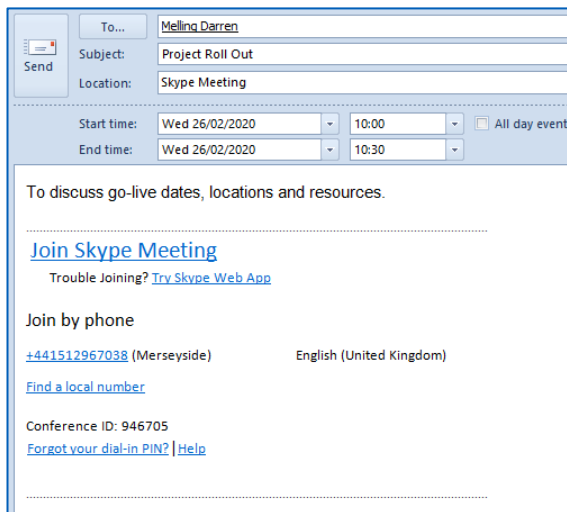 To... Melling Darren
Send
Subject: Project Roll Out
Location: Skype Meeting
Start time: Wed 26/02/2020 10:00 All day event
End time: Wed 26/02/2020 10:30
To discuss go-live dates, locations and resources.
Join Skype Meeting
Trouble Joining? Try Skype Web App
Join by phone
+441512967038 (Merseyside) English (United Kingdom)
Find a local number
Conference ID: 946705
Forgot your dial-in PIN? | Help